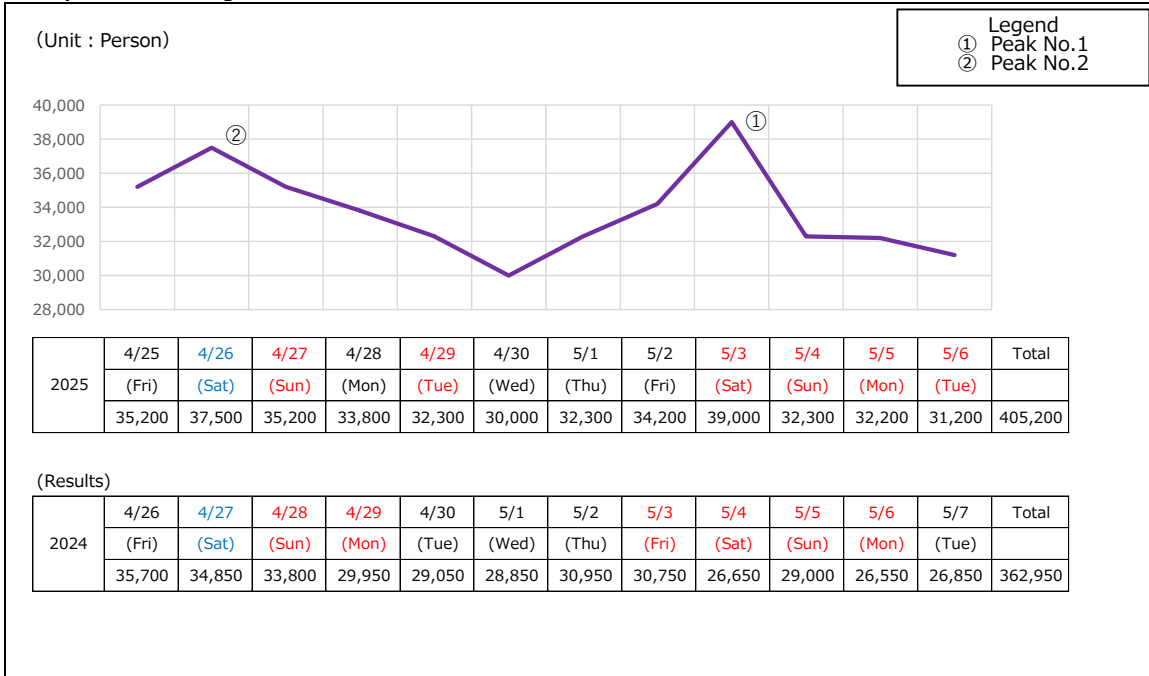 (Unit : Person)
Legend
① Peak No.1
② Peak No.2
40,000
38,000
36,000
34,000
32,000
30,000
28,000
②
①
2025
4/25 4/26 4/27 4/28 4/29 4/30 5/1 5/2 5/3 5/4 5/5 5/6 Total
(Fri) (Sat) (Sun) (Mon) (Tue) (Wed) (Thu) (Fri) (Sat) (Sun) (Mon) (Tue)
35,200 37,500 35,200 33,800 32,300 30,000 32,300 34,200 39,000 32,300 32,200 31,200 405,200
(Results)
2024
4/26 4/27 4/28 4/29 4/30 5/1 5/2 5/3 5/4 5/5 5/6 5/7 Total
(Fri) (Sat) (Sun) (Mon) (Tue) (Wed) (Thu) (Fri) (Sat) (Sun) (Mon) (Tue)
35,700 34,850 33,800 29,950 29,050 28,850 30,950 30,750 26,650 29,000 26,550 26,850 362,950